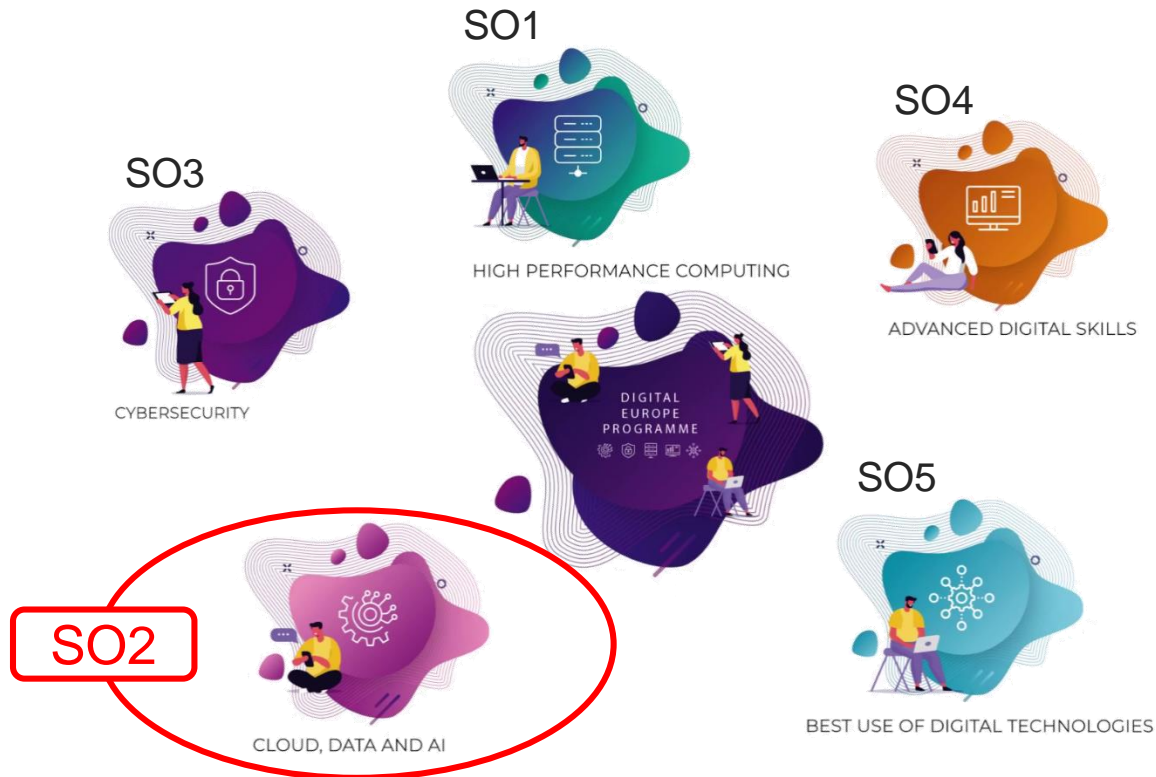 SO1
HIGH PERFORMANCE COMPUTING
SO4
ADVANCED DIGITAL SKILLS
SO3
CYBERSECURITY
DIGITAL
EUROPE
PROGRAMME
SO5
BEST USE OF DIGITAL TECHNOLOGIES
SO2
CLOUD, DATA AND AI